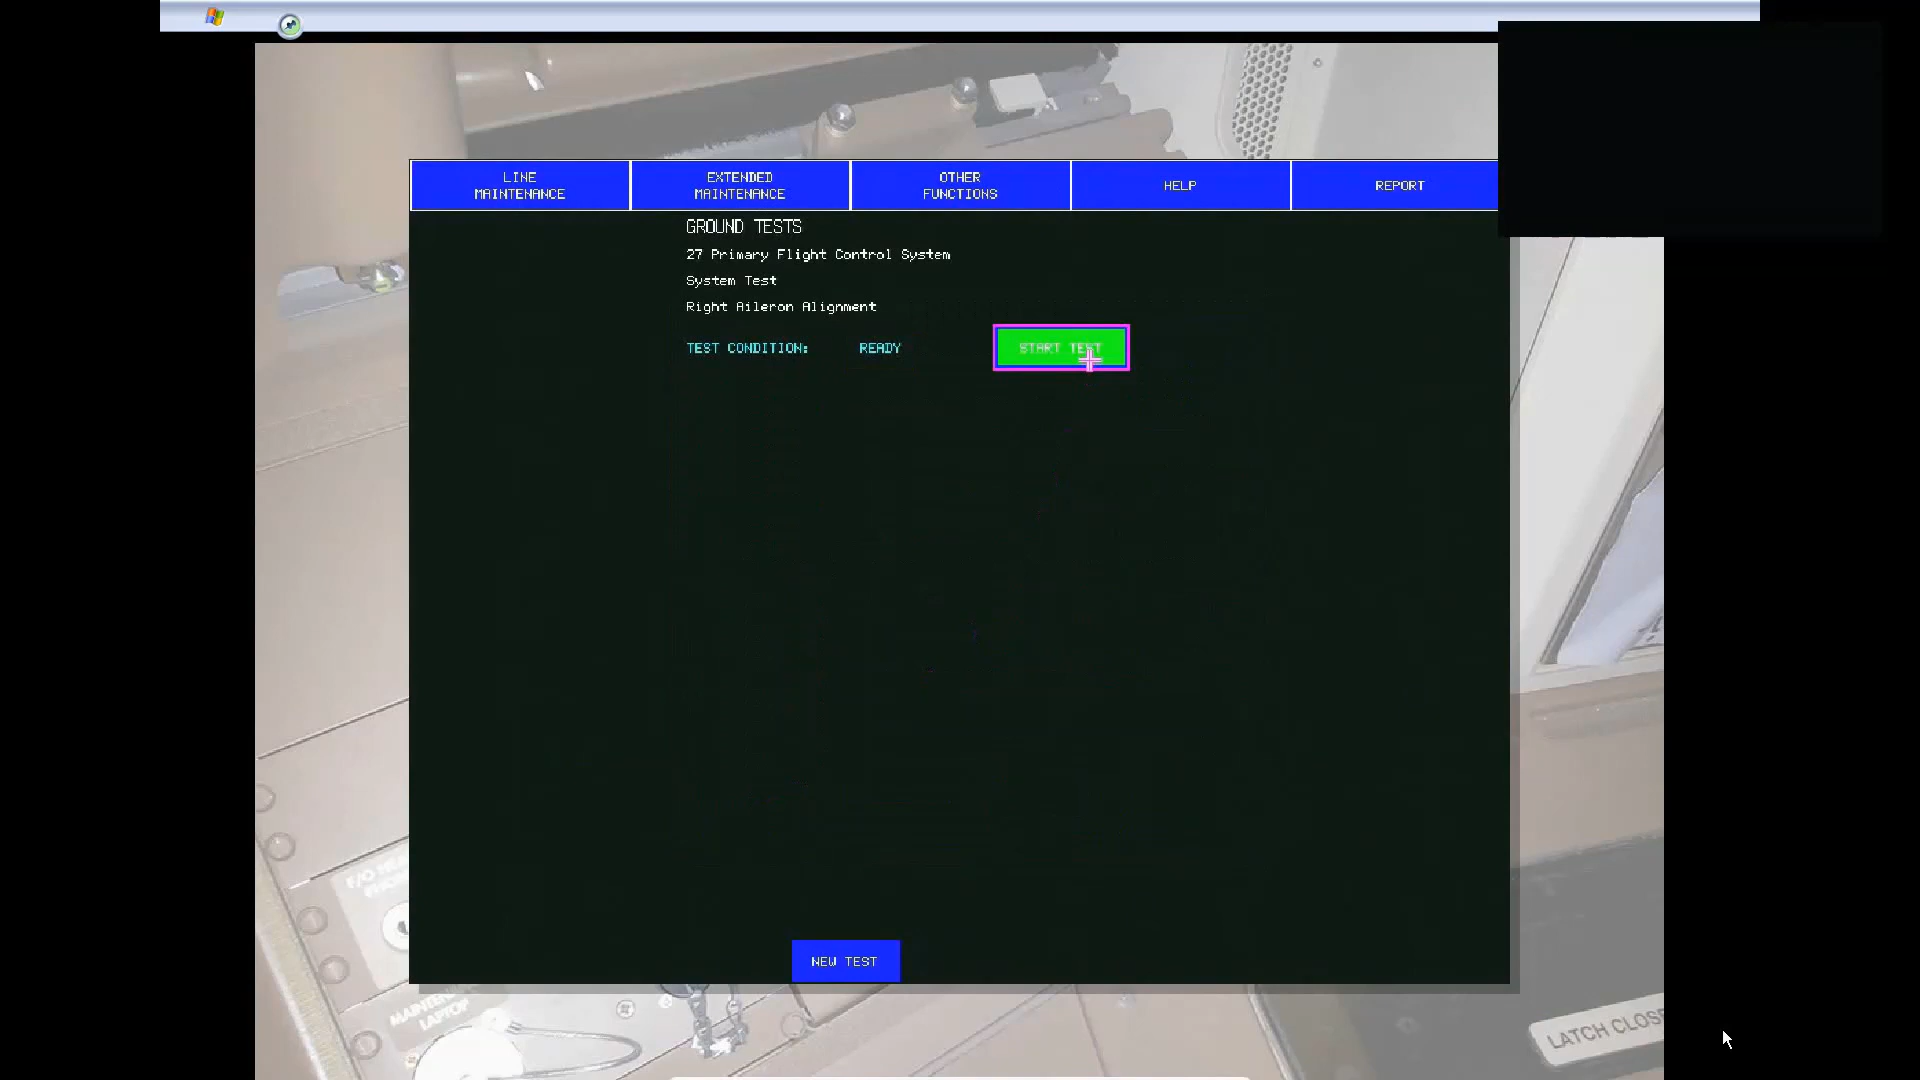 LINE
MAINTENANCE
EXTENDED
MAINTENANCE
OTHER
FUNCTIONS
HELP
REPORT
GROUND TESTS
27 Primary Flight Control System
System Test
Right Aileron Alignment
TEST CONDITION: READY START TEST
NEW TEST
F/O
LAPTOP
LATCH